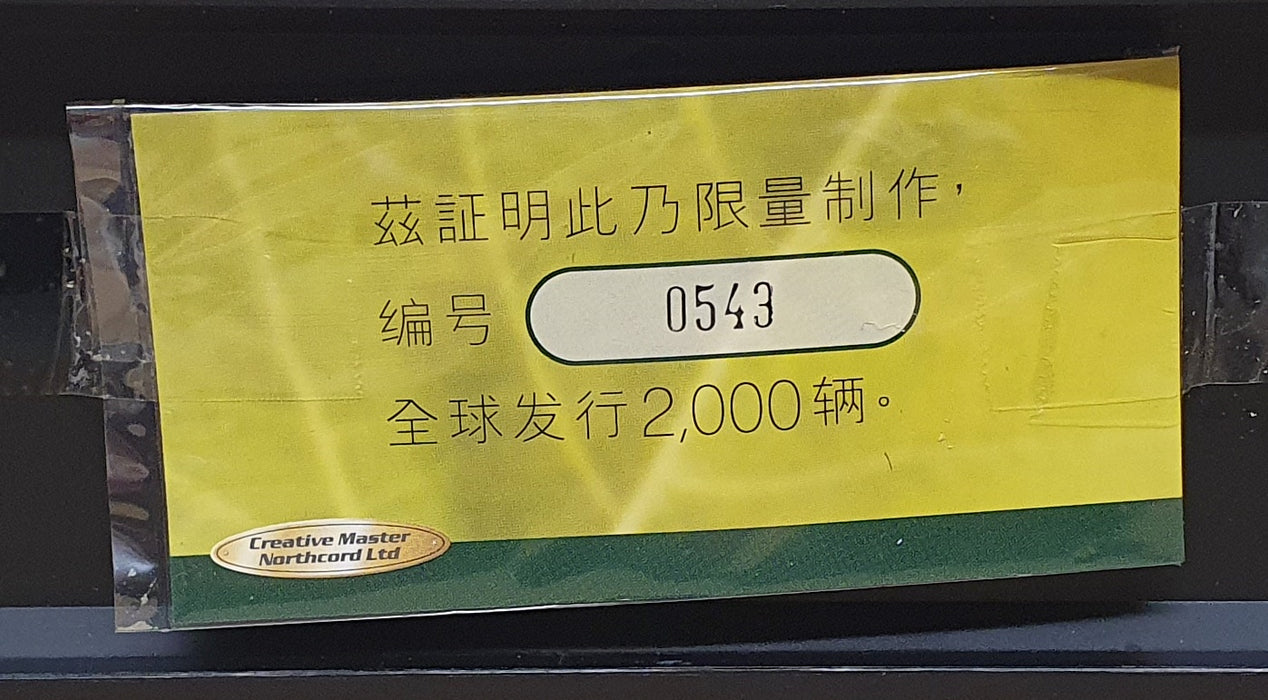 茲証明此乃限量制作，
编号 0543
全球发行2,000辆。
Creative Master
Northcord Ltd